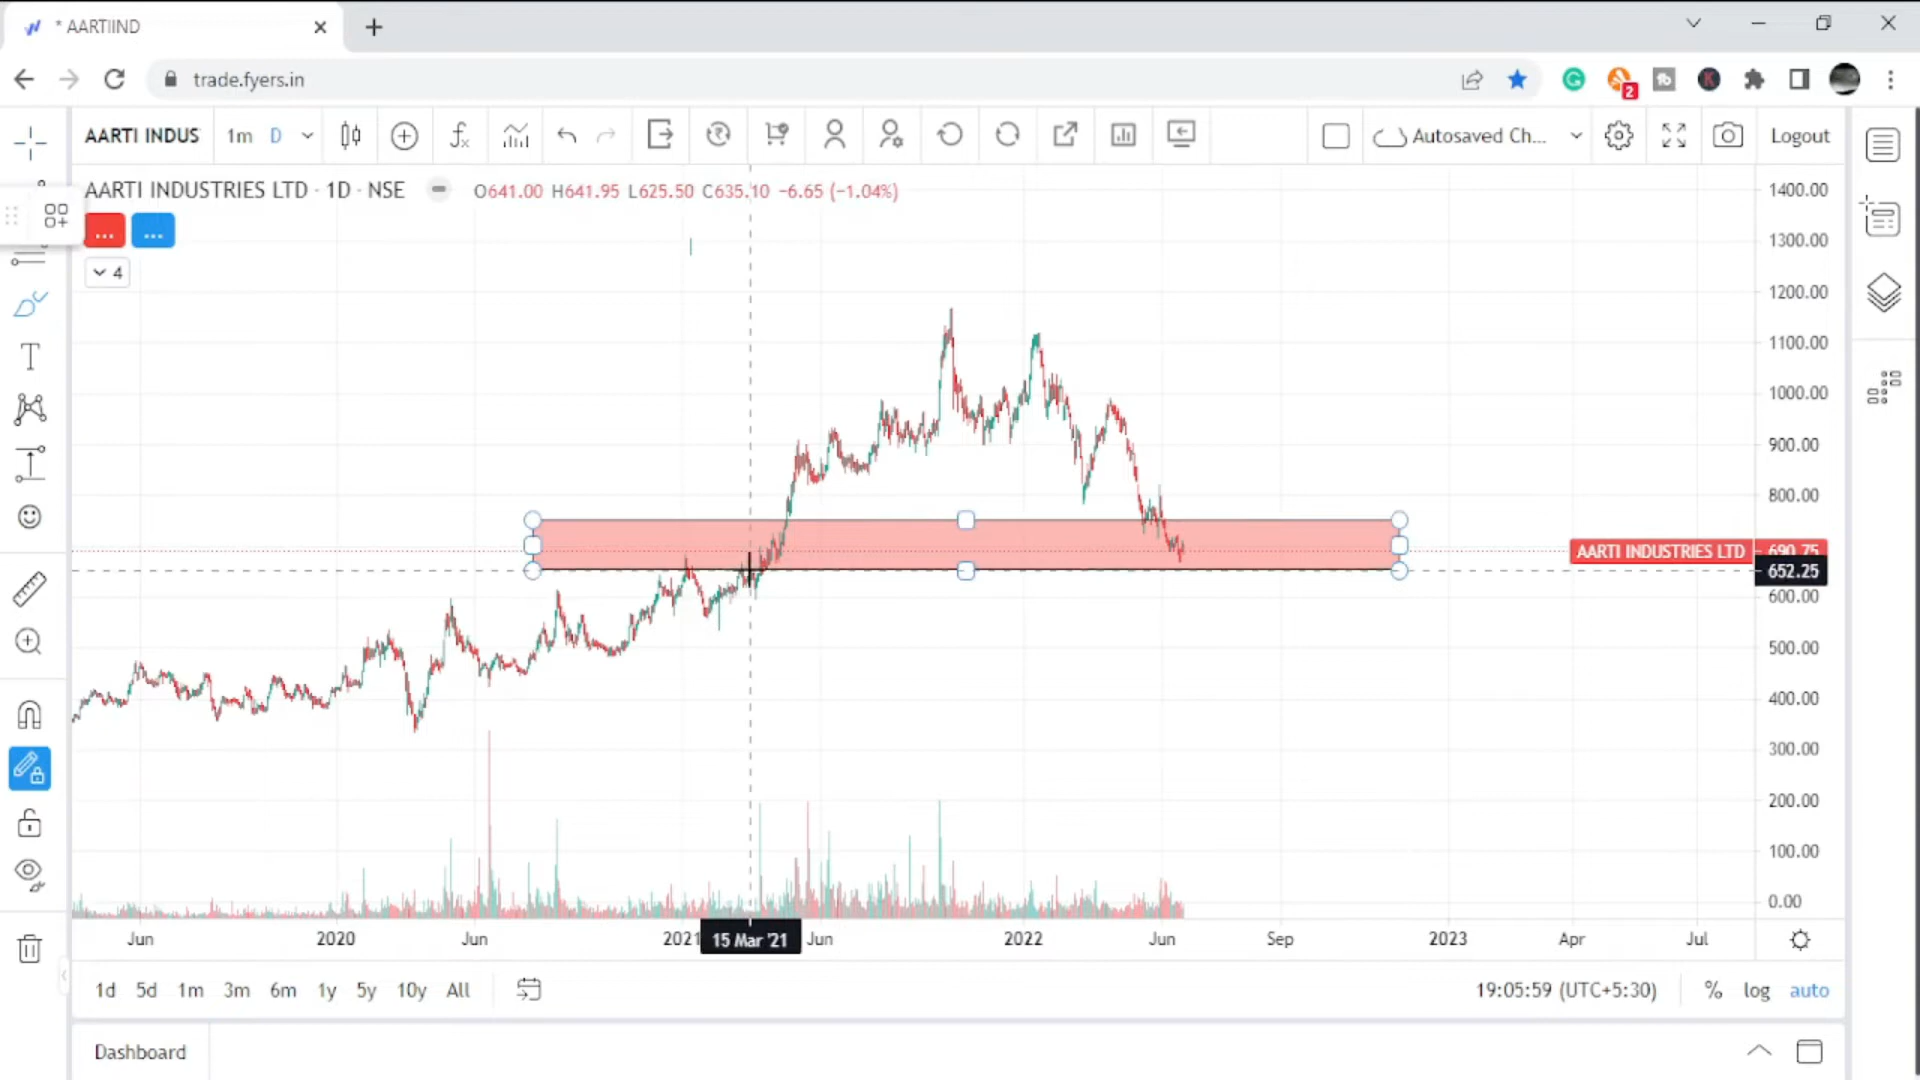 * AARTIIND
trade.fyers.in
2
AARTI INDUS 1m D Autosaved Ch... Logout
AARTI INDUSTRIES LTD · 1D · NSE O641.00 H641.95 L625.50 C635.10 −6.65 (−1.04%)
... ...
4
1400.00
1300.00
1200.00
1100.00
1000.00
900.00
800.00
AARTI INDUSTRIES LTD 690.75
652.25
600.00
500.00
400.00
300.00
200.00
100.00
0.00
Jun 2020 Jun 2021 15 Mar '21 Jun 2022 Jun Sep 2023 Apr Jul
1d 5d 1m 3m 6m 1y 5y 10y All 19:05:59 (UTC+5:30) % log auto
Dashboard